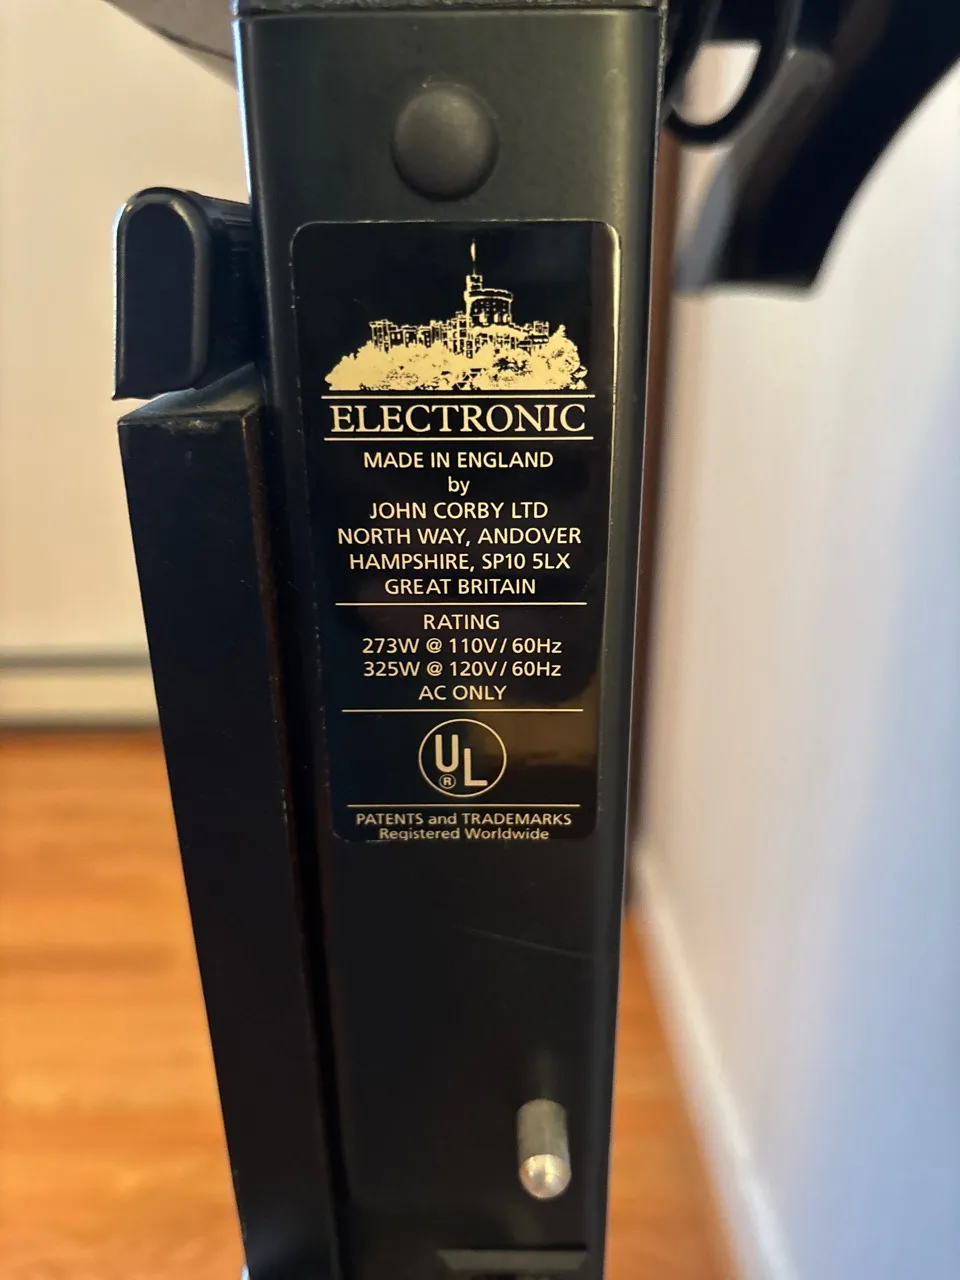 ELECTRONIC
MADE IN ENGLAND
by
JOHN CORBY LTD
NORTH WAY, ANDOVER
HAMPSHIRE, SP10 5LX
GREAT BRITAIN
RATING
273W @ 110V/60Hz
325W @ 120V/60Hz
AC ONLY
UL
®
PATENTS and TRADEMARKS
Registered Worldwide